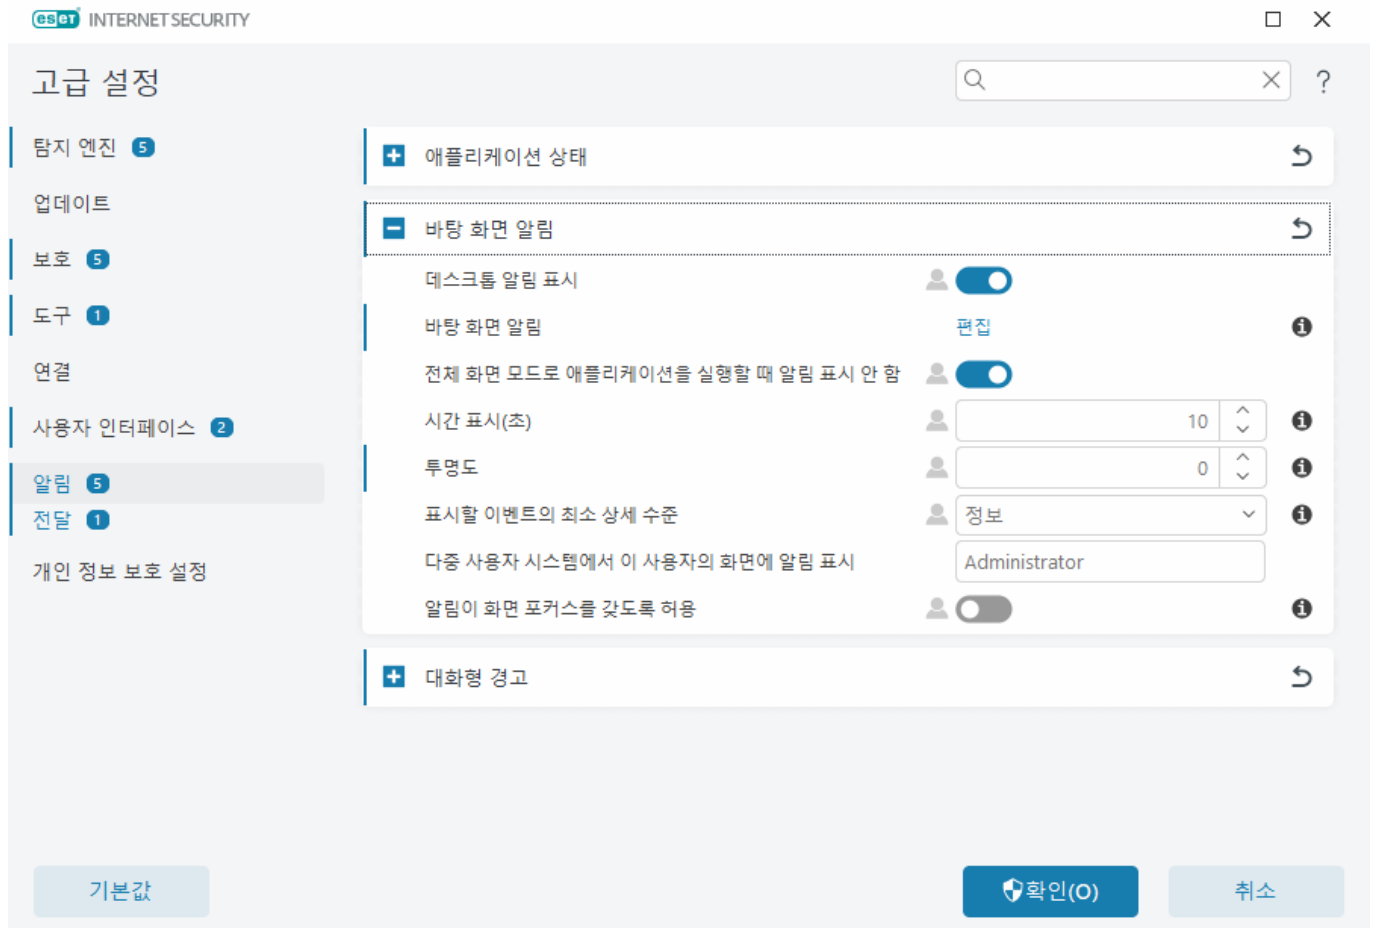 eset INTERNET SECURITY
고급 설정
?
탐지 엔진 5
업데이트
보호 5
도구 1
연결
사용자 인터페이스 2
알림 5
전달 1
개인 정보 보호 설정
애플리케이션 상태
바탕 화면 알림
데스크톱 알림 표시
바탕 화면 알림 편집
전체 화면 모드로 애플리케이션을 실행할 때 알림 표시 안 함
시간 표시(초) 10
투명도 0
표시할 이벤트의 최소 상세 수준 정보
다중 사용자 시스템에서 이 사용자의 화면에 알림 표시 Administrator
알림이 화면 포커스를 갖도록 허용
대화형 경고
기본값
확인(O)
취소